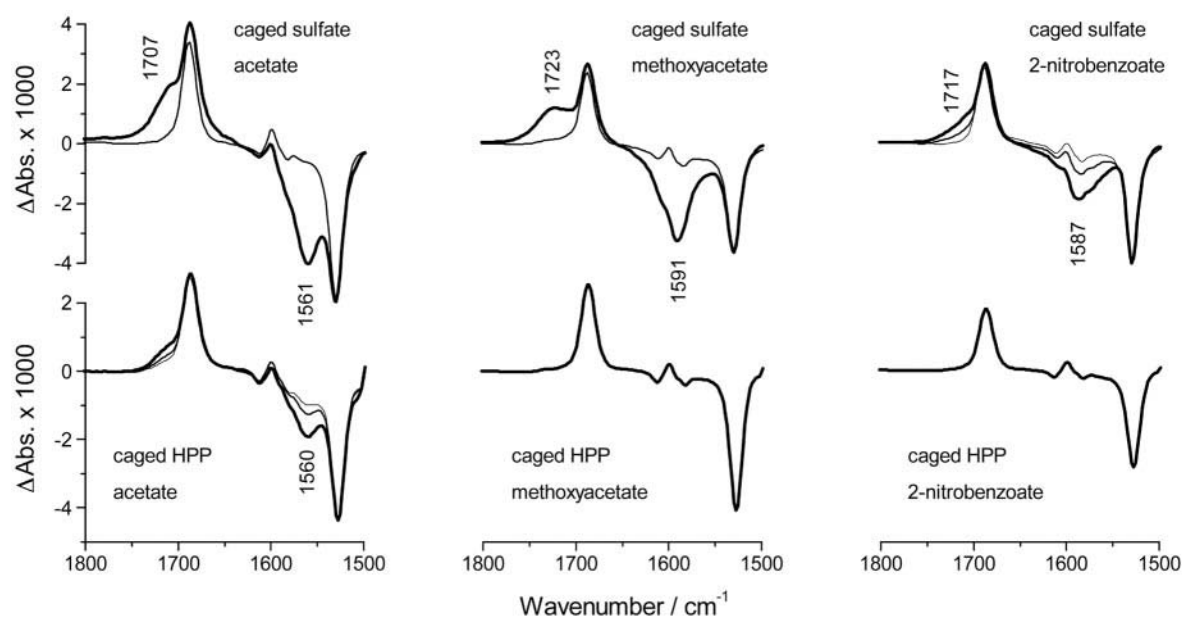 4
2
0
-2
-4
ΔAbs. x 1000
1707
caged sulfate
acetate
1561
1723
caged sulfate
methoxyacetate
1591
1717
caged sulfate
2-nitrobenzoate
1587
2
0
-2
-4
ΔAbs. x 1000
caged HPP
acetate
1560
caged HPP
methoxyacetate
caged HPP
2-nitrobenzoate
1800 1700 1600 1500
1800 1700 1600 1500
1800 1700 1600 1500
Wavenumber / cm⁻¹